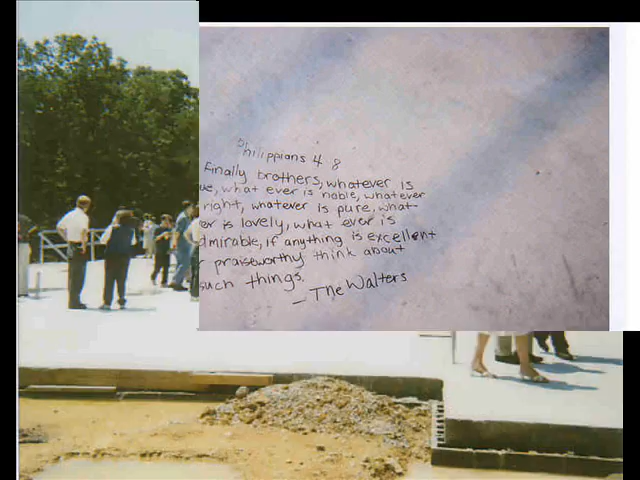 Philippians 4 8
Finally brothers, whatever is
ue, what ever is noble, whatever
right, whatever is pure, what
er is lovely, what ever is
dmirable, if anything is excellent
r praiseworthy think about
such things.
- The Walters